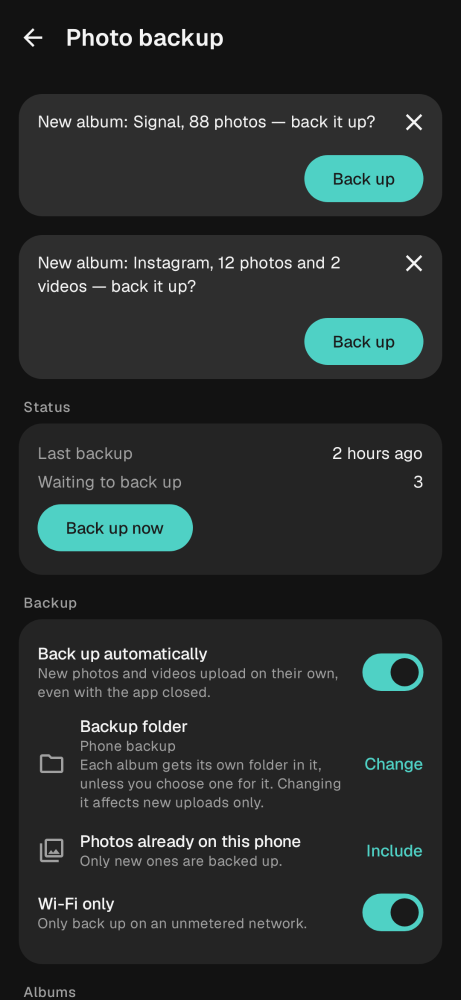 Photo backup
New album: Signal, 88 photos — back it up?
Back up
New album: Instagram, 12 photos and 2
videos — back it up?
Back up
Status
Last backup 2 hours ago
Waiting to back up 3
Back up now
Backup
Back up automatically
New photos and videos upload on their own,
even with the app closed.
Backup folder
Phone backup
Each album gets its own folder in it,
unless you choose one for it. Changing
it affects new uploads only.
Change
Photos already on this phone
Only new ones are backed up.
Include
Wi-Fi only
Only back up on an unmetered network.
Albums